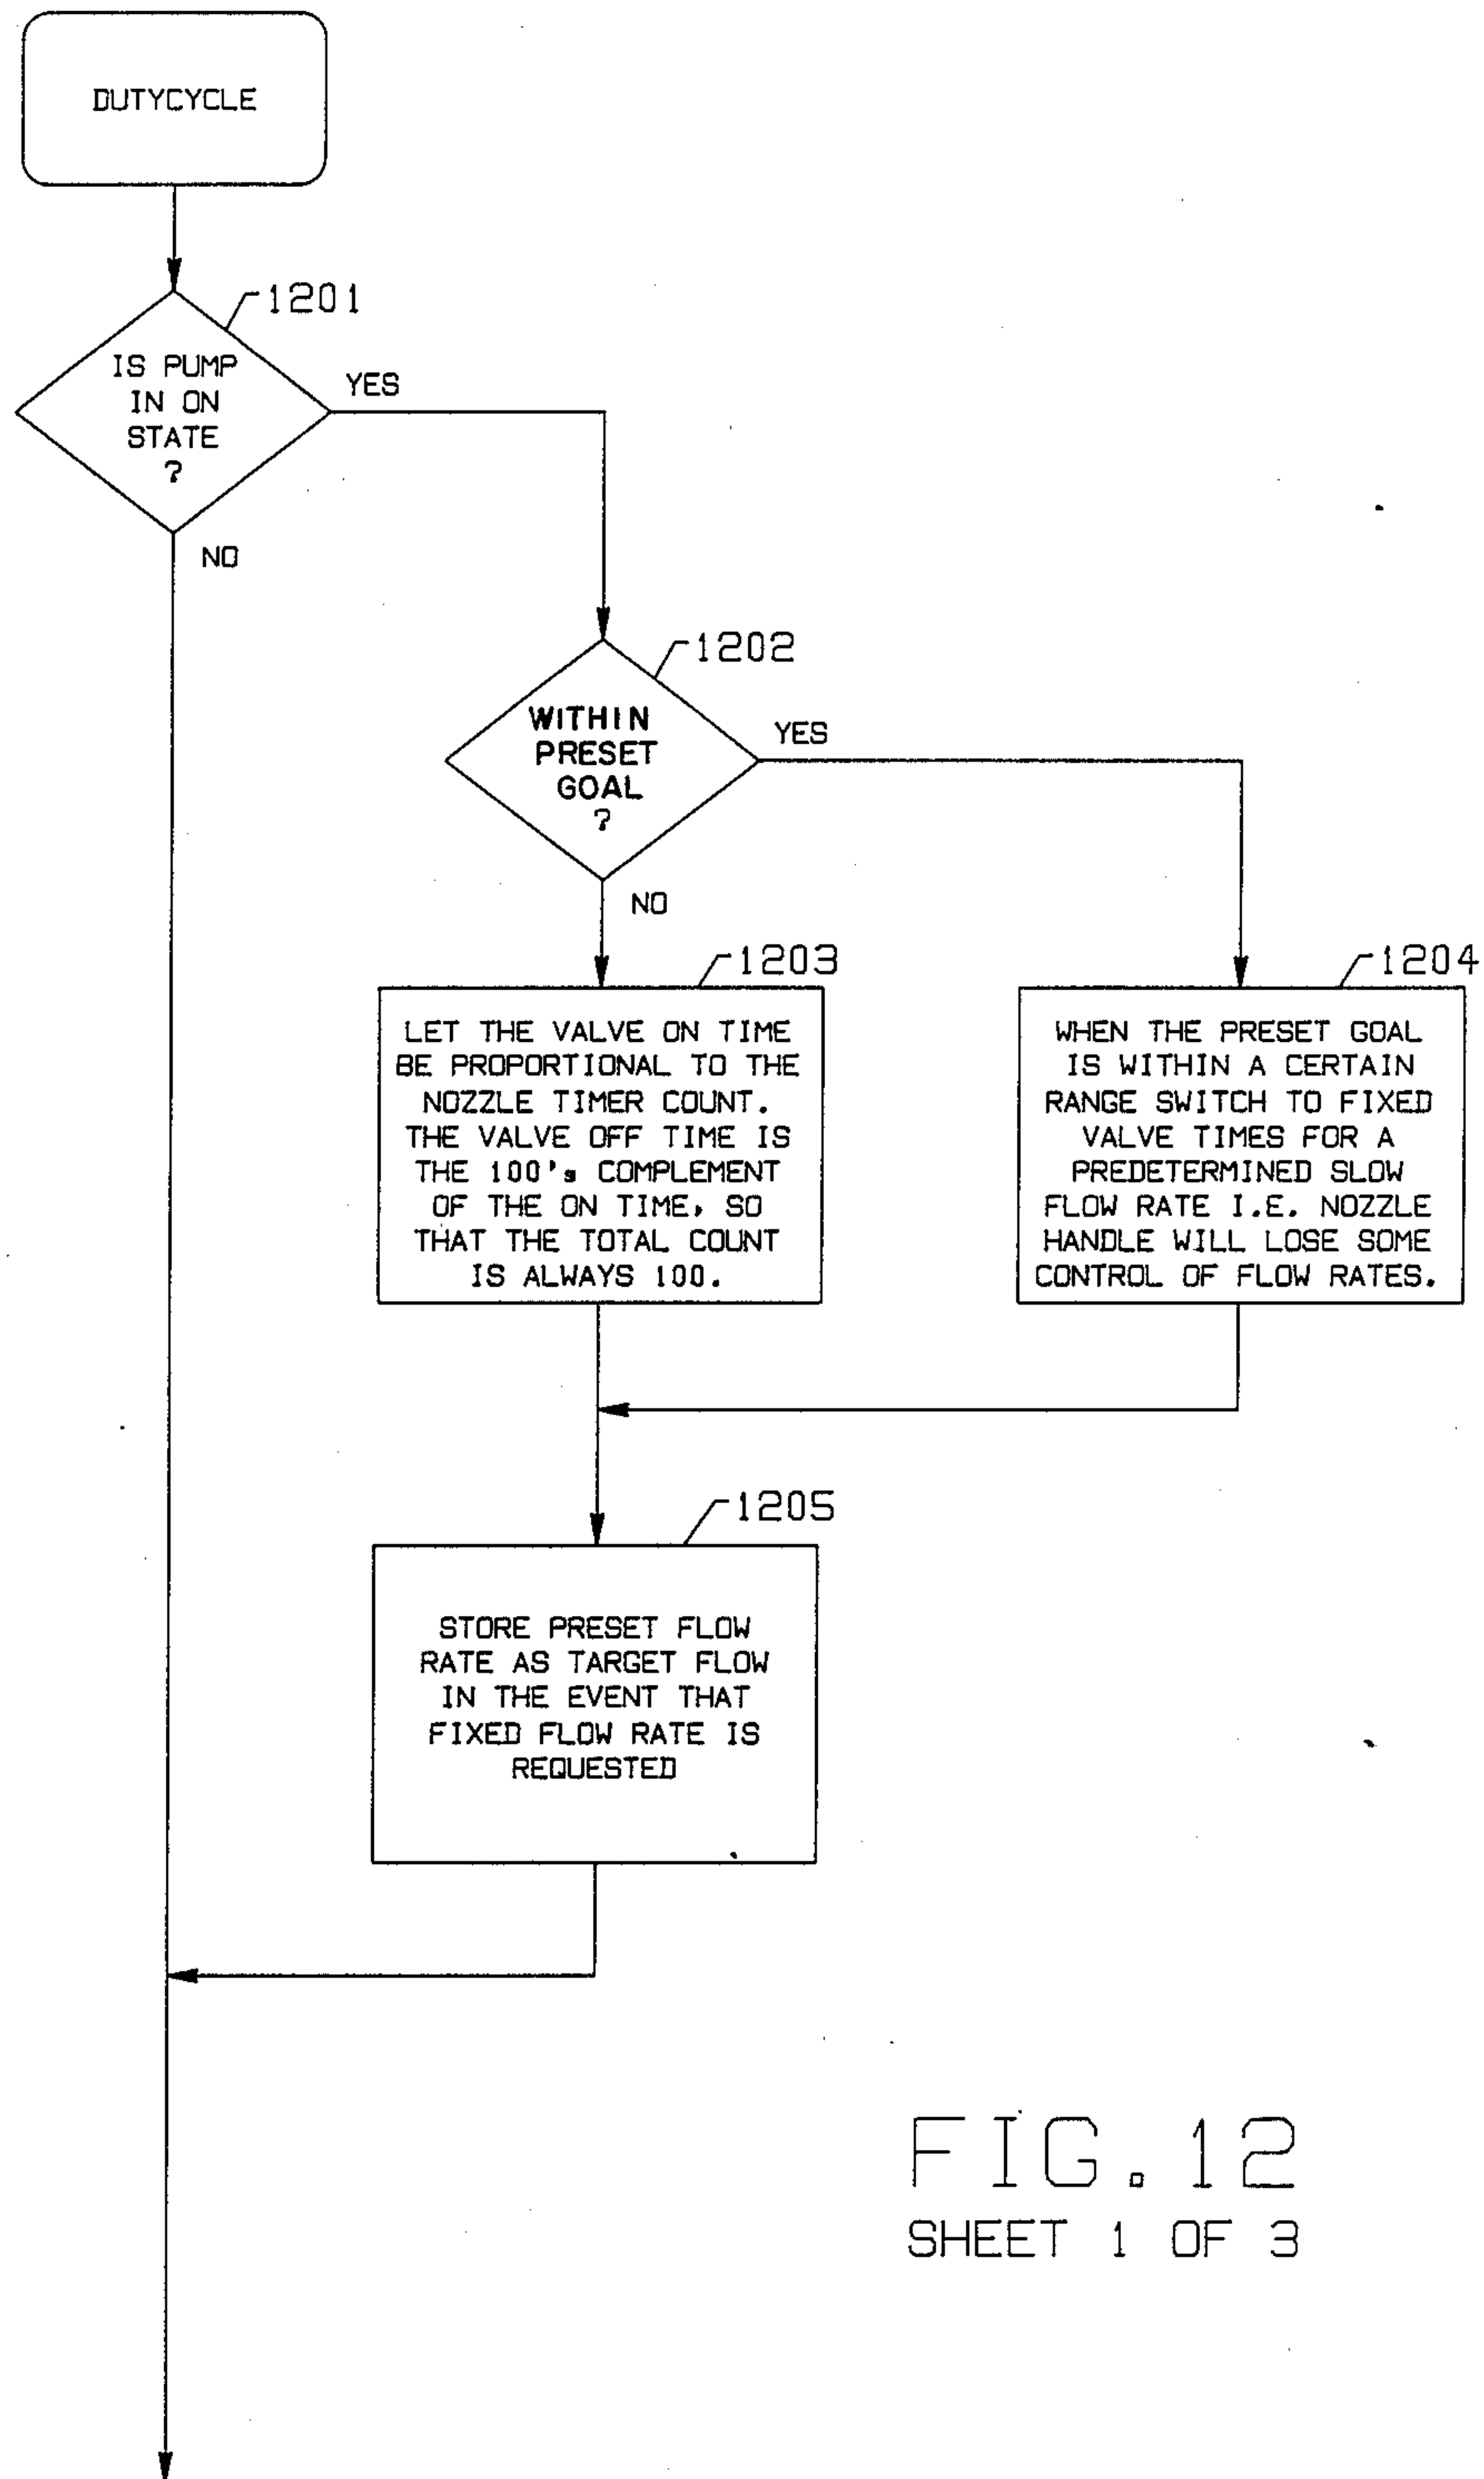 DUTYCYCLE
1201
IS PUMP
IN ON
STATE
?
YES
NO
1202
WITHIN
PRESET
GOAL
?
YES
NO
1203
LET THE VALVE ON TIME
BE PROPORTIONAL TO THE
NOZZLE TIMER COUNT.
THE VALVE OFF TIME IS
THE 100's COMPLEMENT
OF THE ON TIME, SO
THAT THE TOTAL COUNT
IS ALWAYS 100.
1204
WHEN THE PRESET GOAL
IS WITHIN A CERTAIN
RANGE SWITCH TO FIXED
VALVE TIMES FOR A
PREDETERMINED SLOW
FLOW RATE I.E. NOZZLE
HANDLE WILL LOSE SOME
CONTROL OF FLOW RATES.
1205
STORE PRESET FLOW
RATE AS TARGET FLOW
IN THE EVENT THAT
FIXED FLOW RATE IS
REQUESTED
FIG. 12
SHEET 1 OF 3